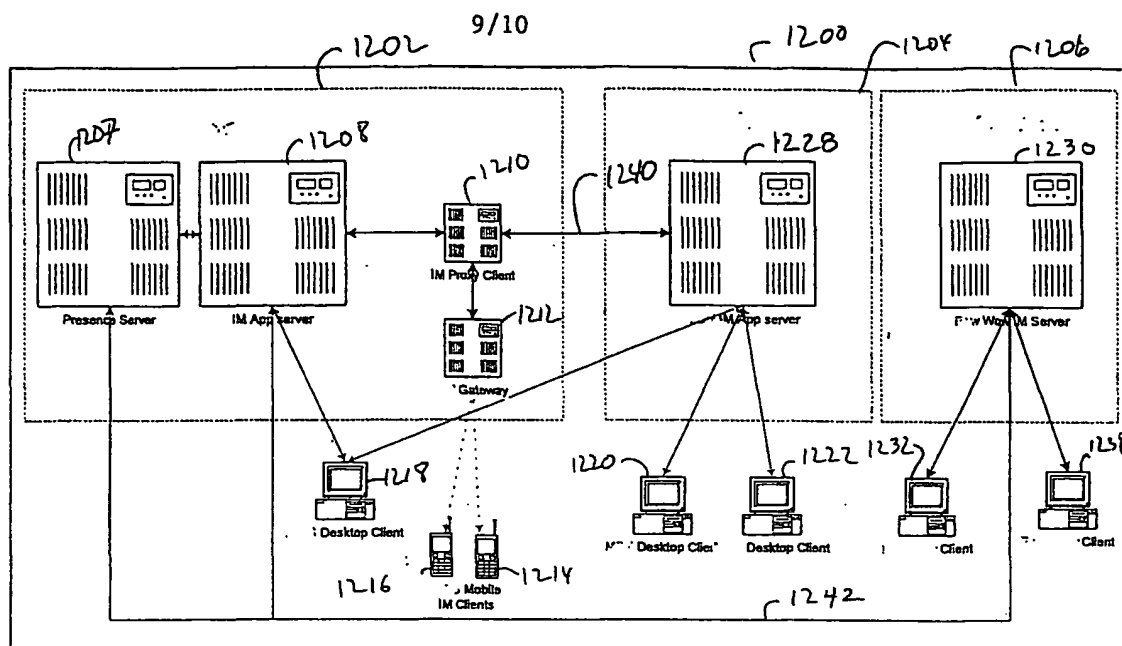 9/10
1202
1200
1204
1206
1207
1208
1210
1240
1228
1230
IM Proxy Client
Presence Server
IM App server
1212
IM App server
IM Server
Gateway
1218
1220
1222
1232
Desktop Client
Desktop Client
Desktop Client
Client
Client
1216
Mobile
1214
IM Clients
1242